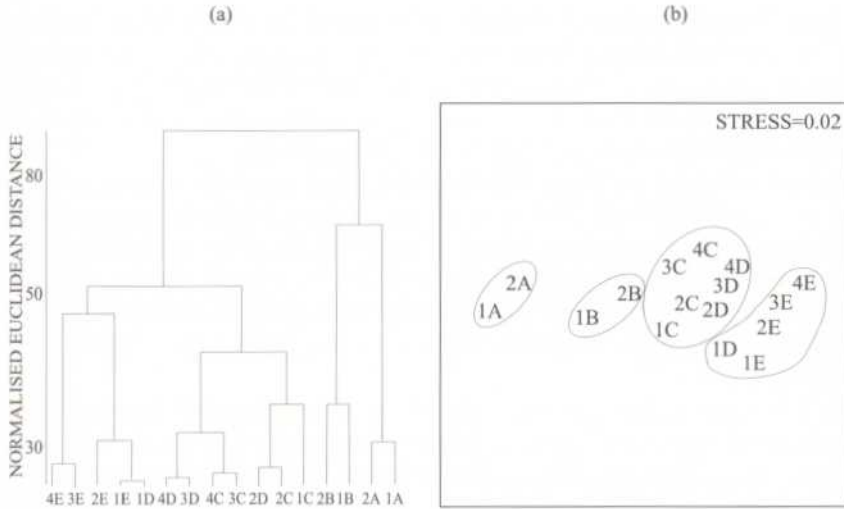 (a)
(b)
NORMALISED EUCLIDEAN DISTANCE
80
50
30
4E 3E 2E 1E 1D 4D 3D 4C 3C 2D 2C 1C 2B 1B 2A 1A
STRESS=0.02
4C
3C 4D
2A 3D 4E
2B 2C 2D 3E
1A 1B 1C 2E
1D
1E